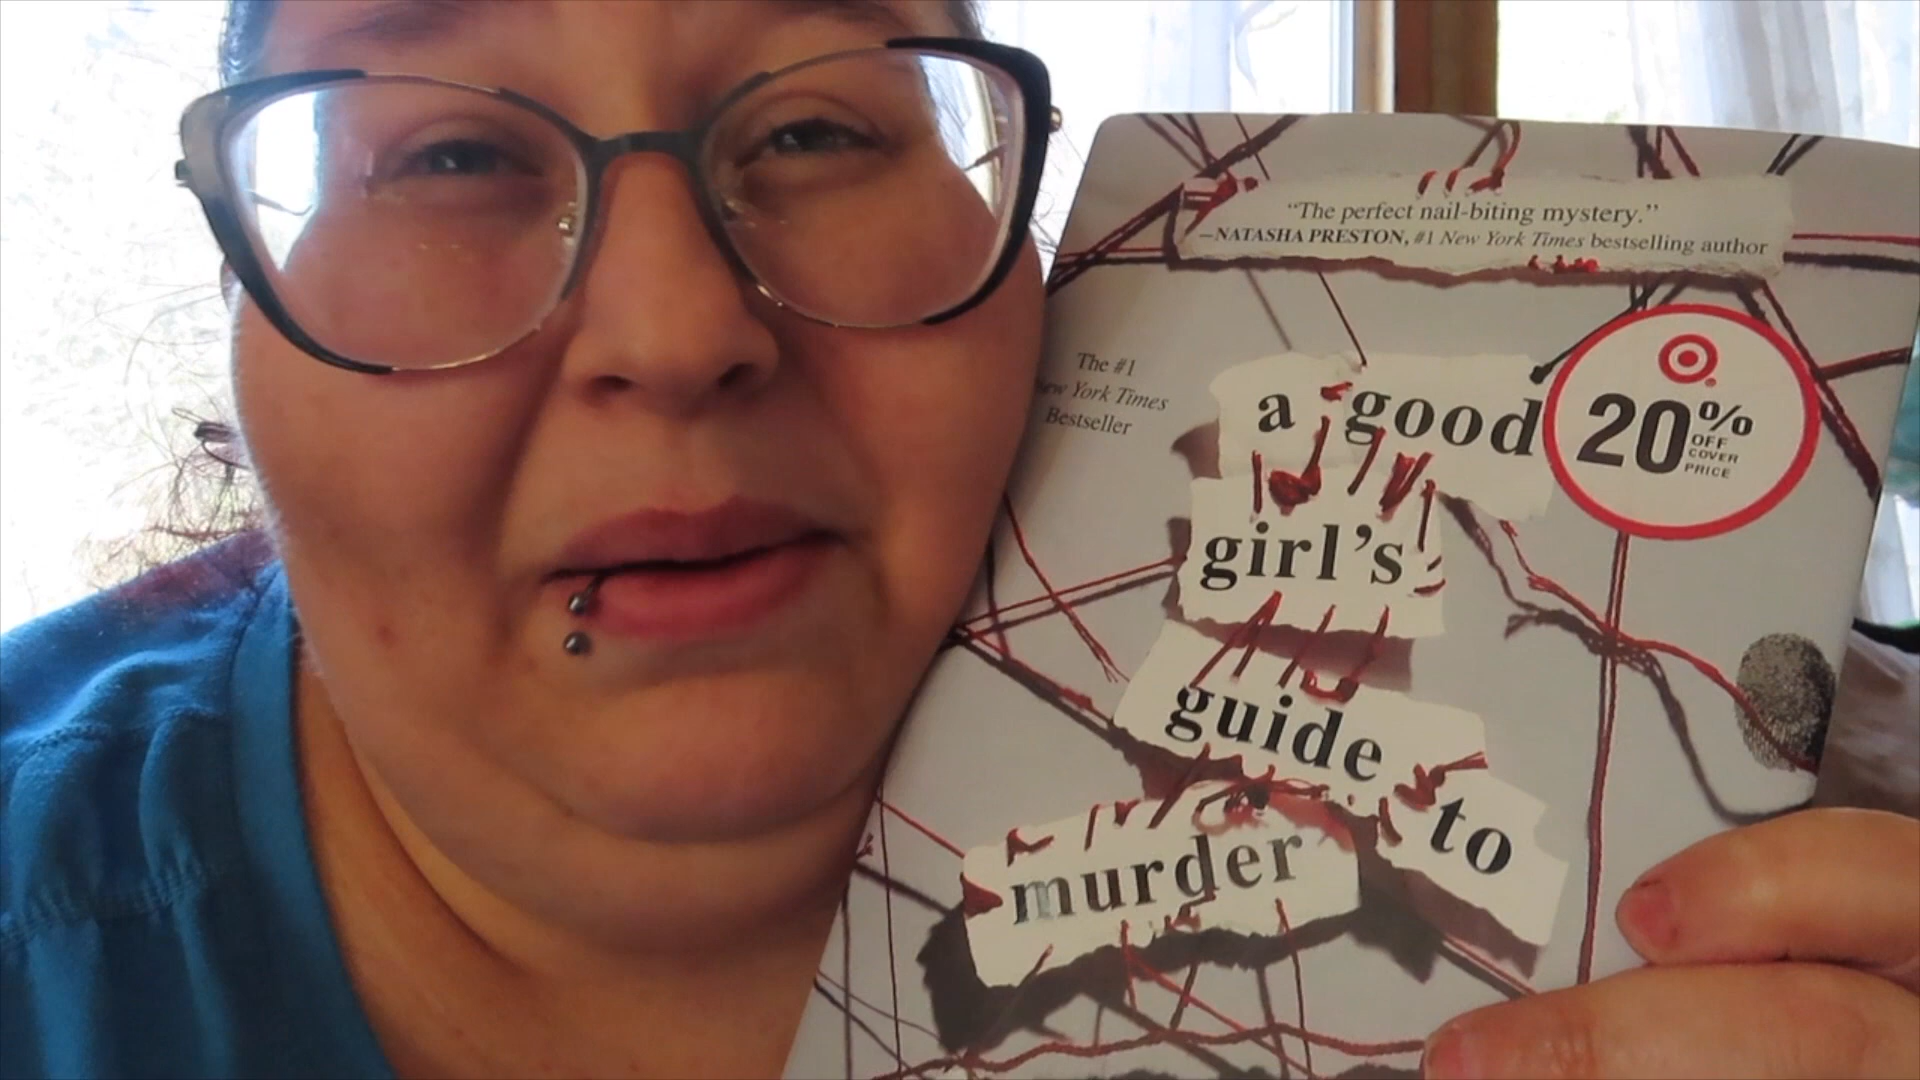 “The perfect nail-biting mystery.”
—NATASHA PRESTON, #1 New York Times bestselling author
The #1
New York Times
Bestseller
a good
20%
OFF
COVER
PRICE
girl’s
guide
to
murder